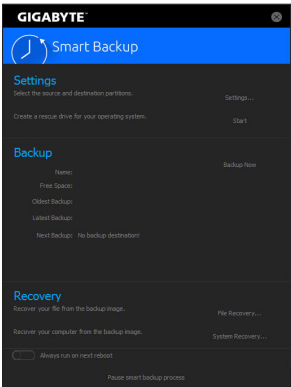 GIGABYTE™
Smart Backup
Settings
Select the source and destination partitions.
Settings...
Create a rescue drive for your operating system.
Start
Backup
Backup Now
Name:
Free Space:
Oldest Backup:
Latest Backup:
Next Backup: No backup destination!
Recovery
Recover your file from the backup image.
File Recovery...
Recover your computer from the backup image.
System Recovery...
Always run on next reboot
Pause smart backup process